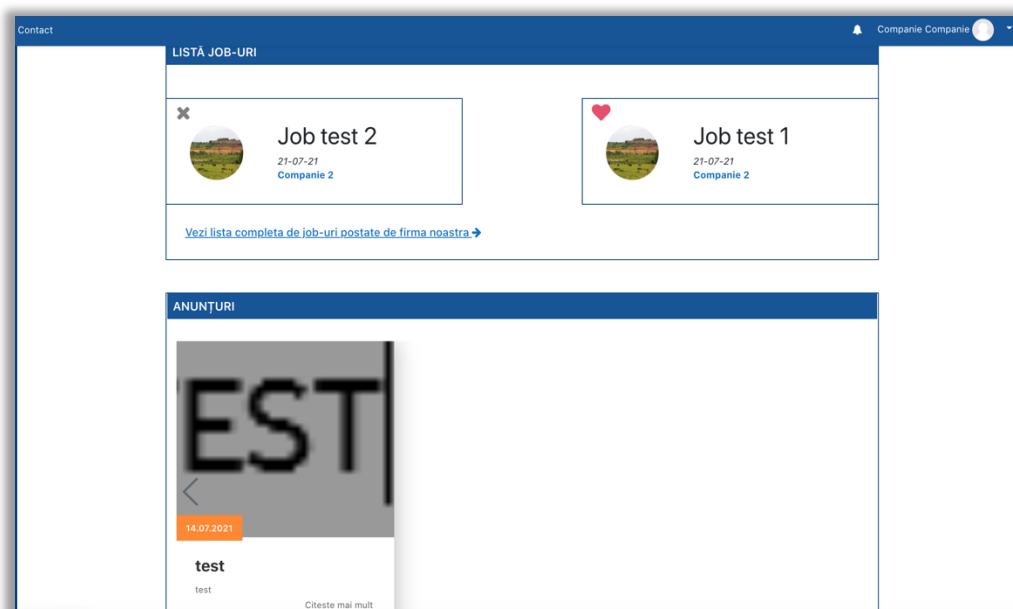 Contact
Companie Companie
LISTĂ JOB-URI
Job test 2
21-07-21
Companie 2
Job test 1
21-07-21
Companie 2
Vezi lista completa de job-uri postate de firma noastra
ANUNȚURI
EST
14.07.2021
test
test
Citeste mai mult